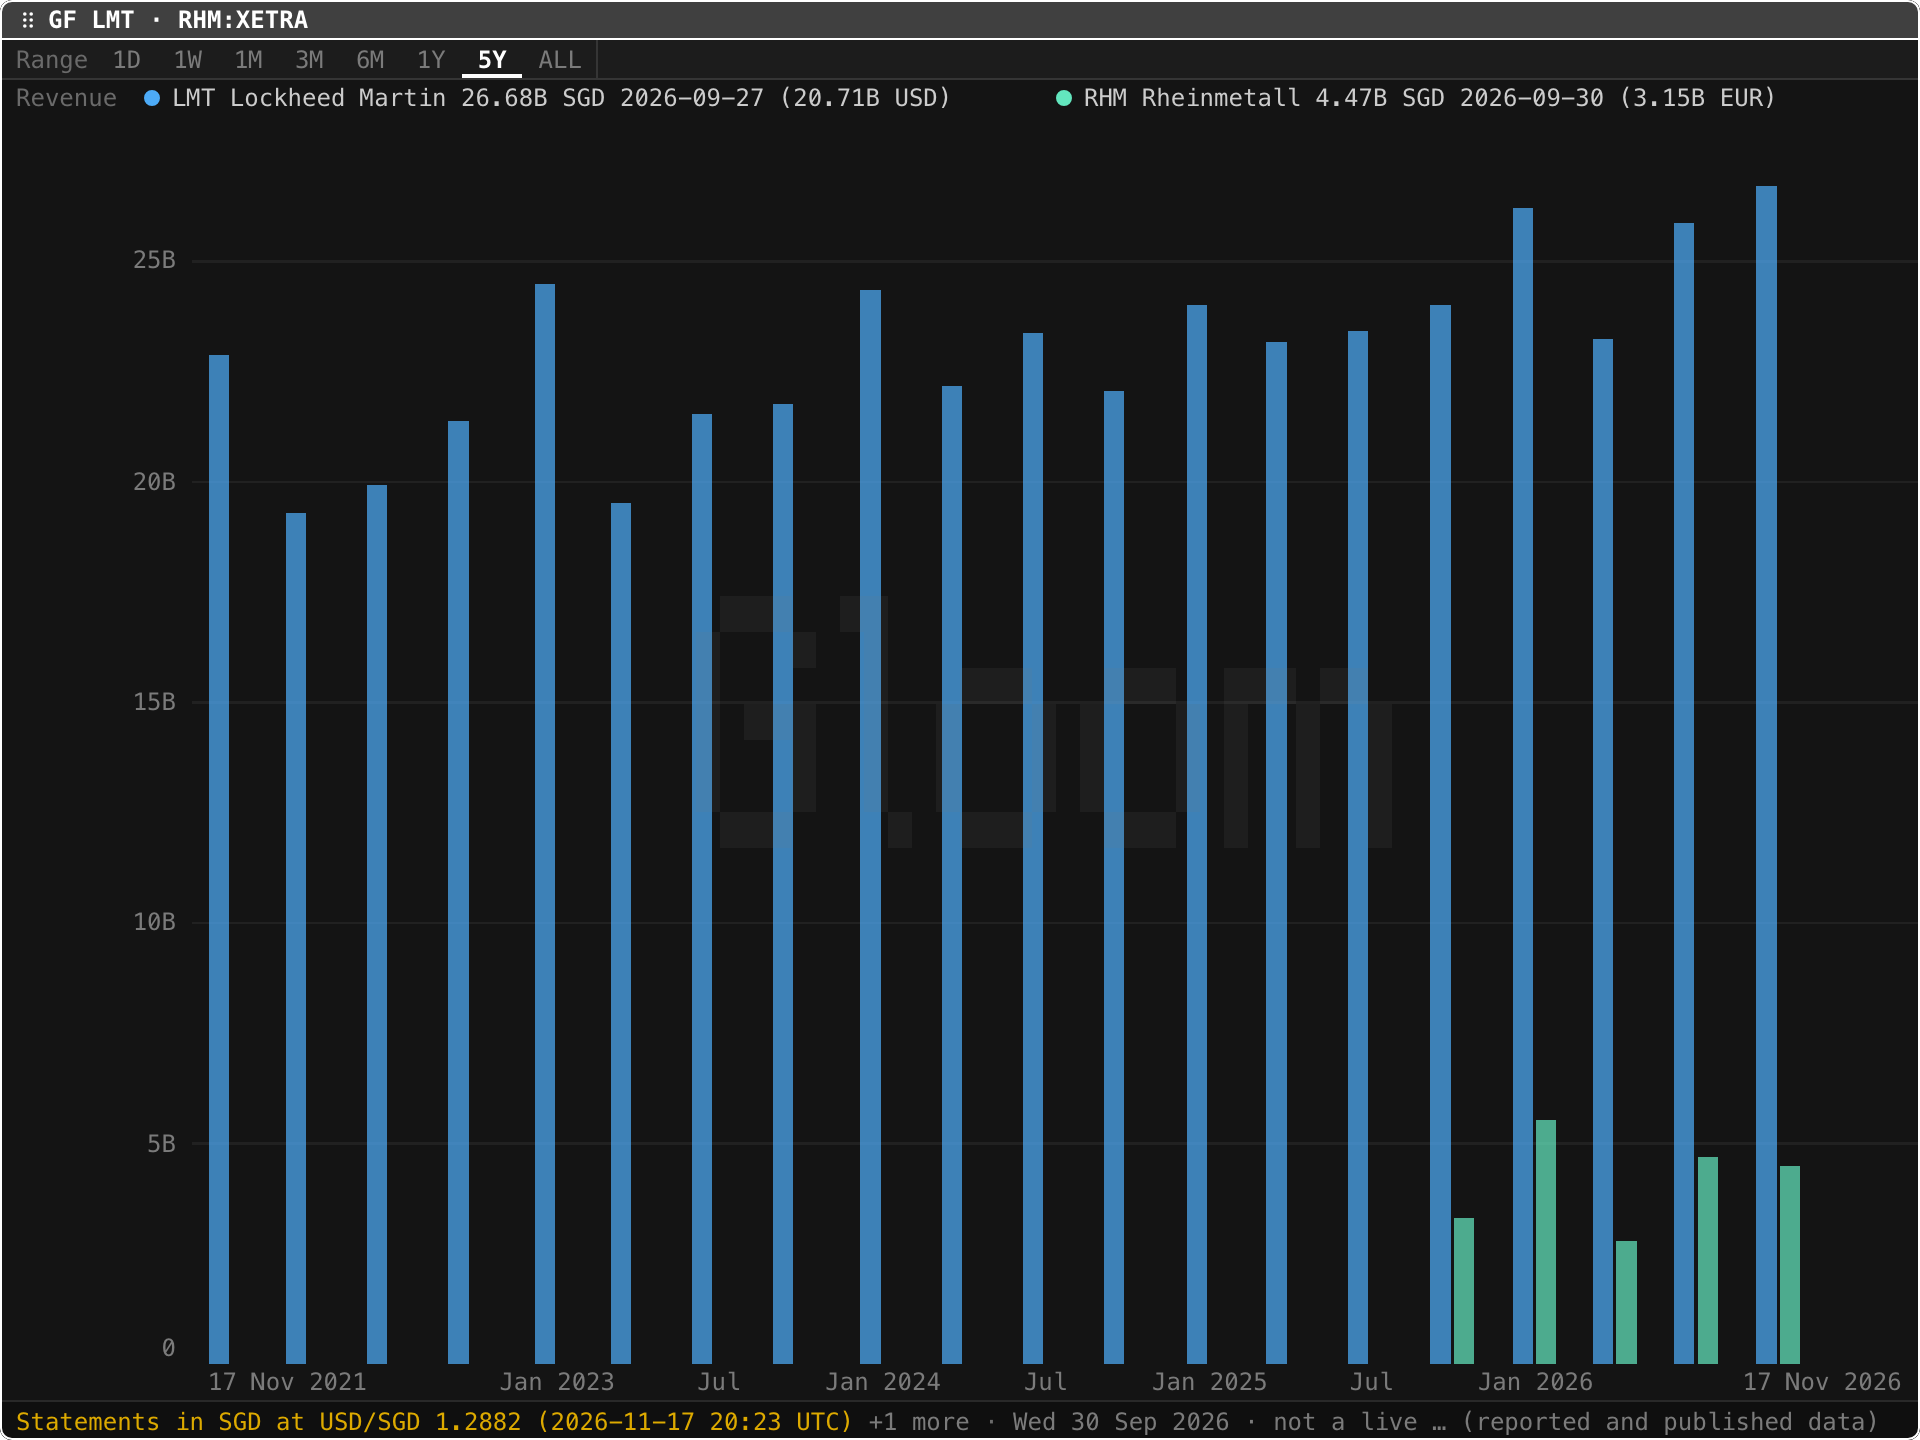 GF LMT · RHM:XETRA
Range 1D 1W 1M 3M 6M 1Y 5Y ALL
Revenue LMT Lockheed Martin 26.68B SGD 2026-09-27 (20.71B USD) RHM Rheinmetall 4.47B SGD 2026-09-30 (3.15B EUR)
25B
20B
15B
10B
5B
0
17 Nov 2021 Jan 2023 Jul Jan 2024 Jul Jan 2025 Jul Jan 2026 17 Nov 2026
Statements in SGD at USD/SGD 1.2882 (2026-11-17 20:23 UTC) +1 more · Wed 30 Sep 2026 · not a live … (reported and published data)